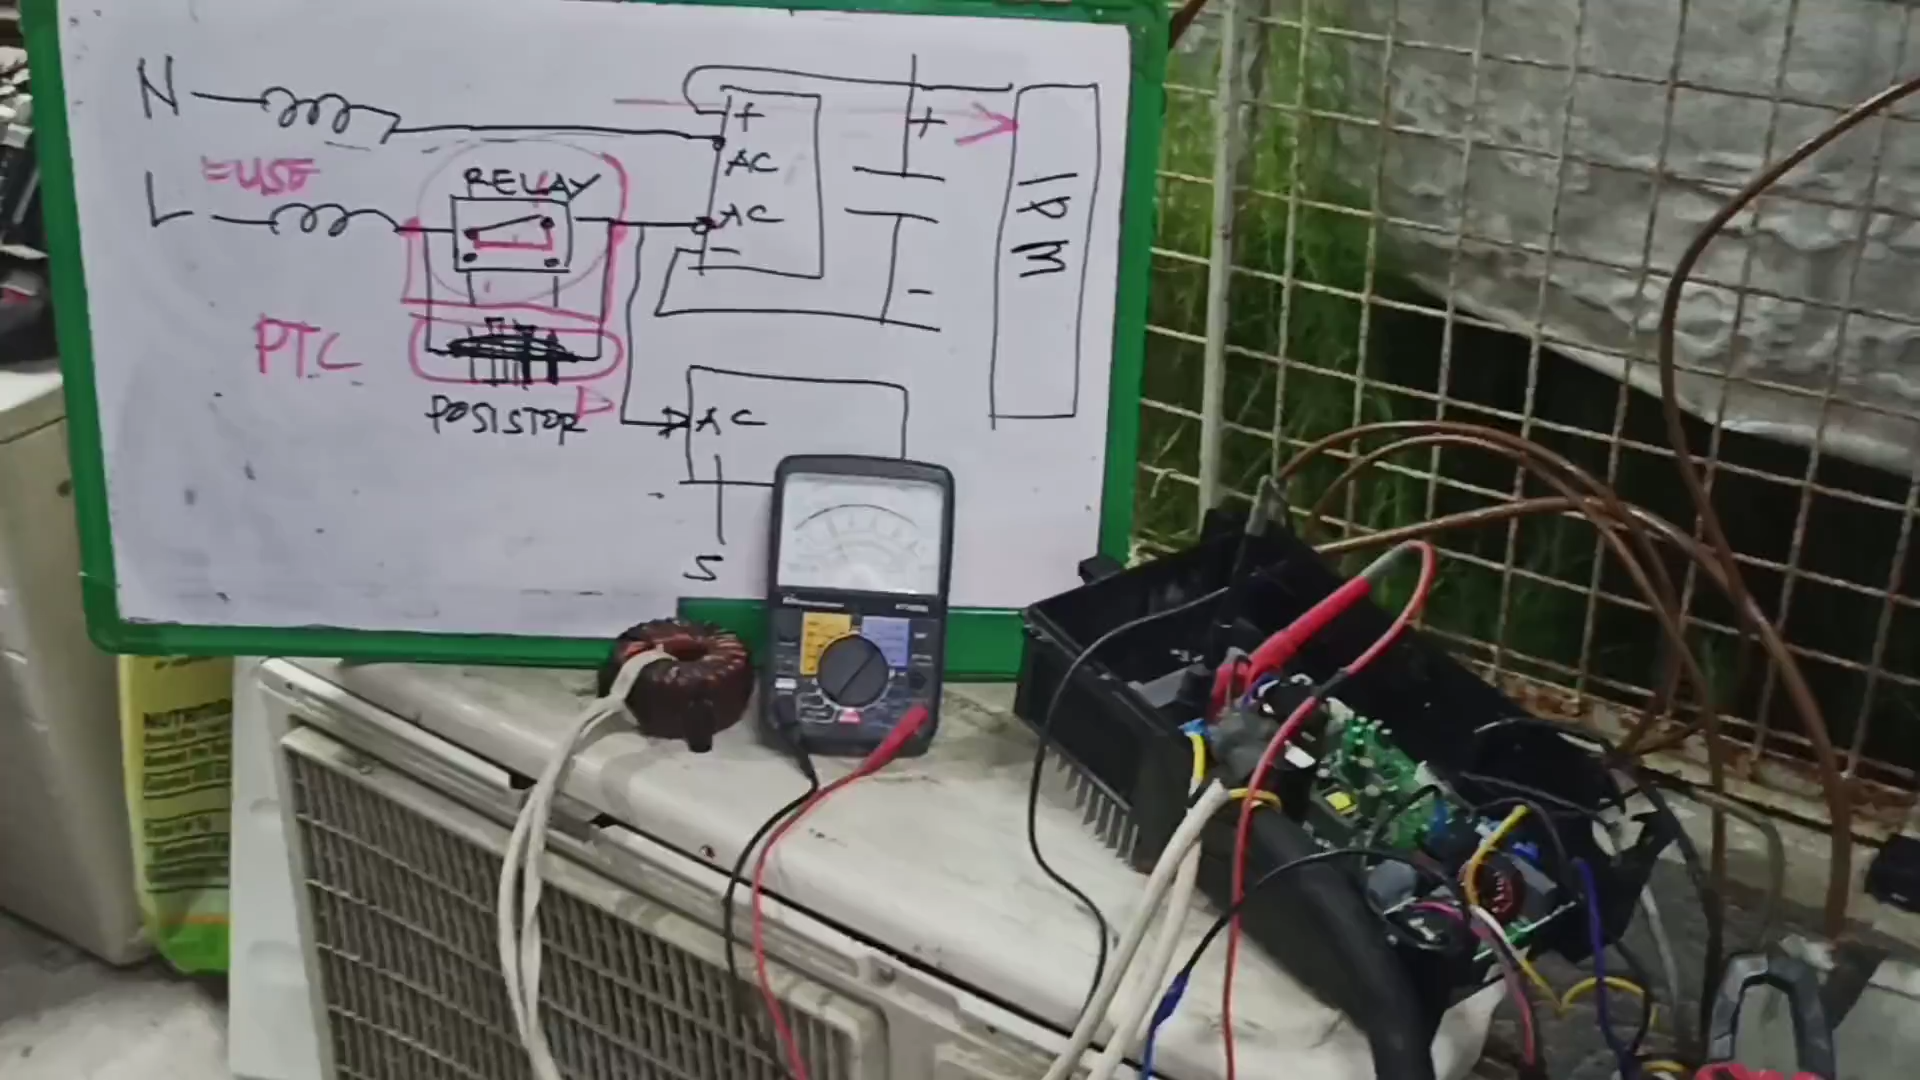 N
L
FUSE
RELAY
PTC
POSISTOR
+
AC
AC
-
+
-
IPM
AC
S